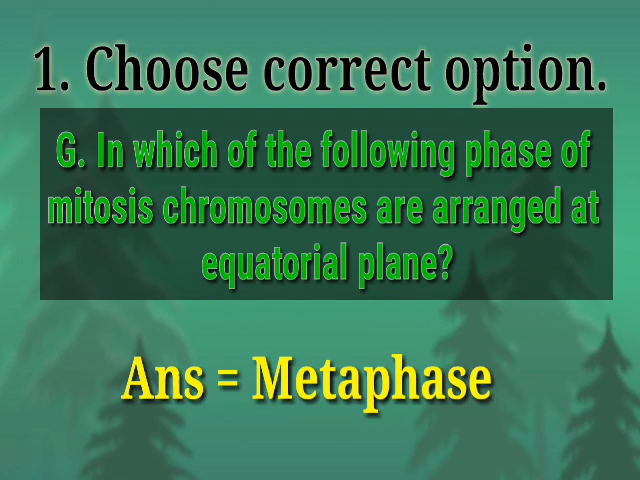 1. Choose correct option.
G. In which of the following phase of
mitosis chromosomes are arranged at
equatorial plane?
Ans = Metaphase